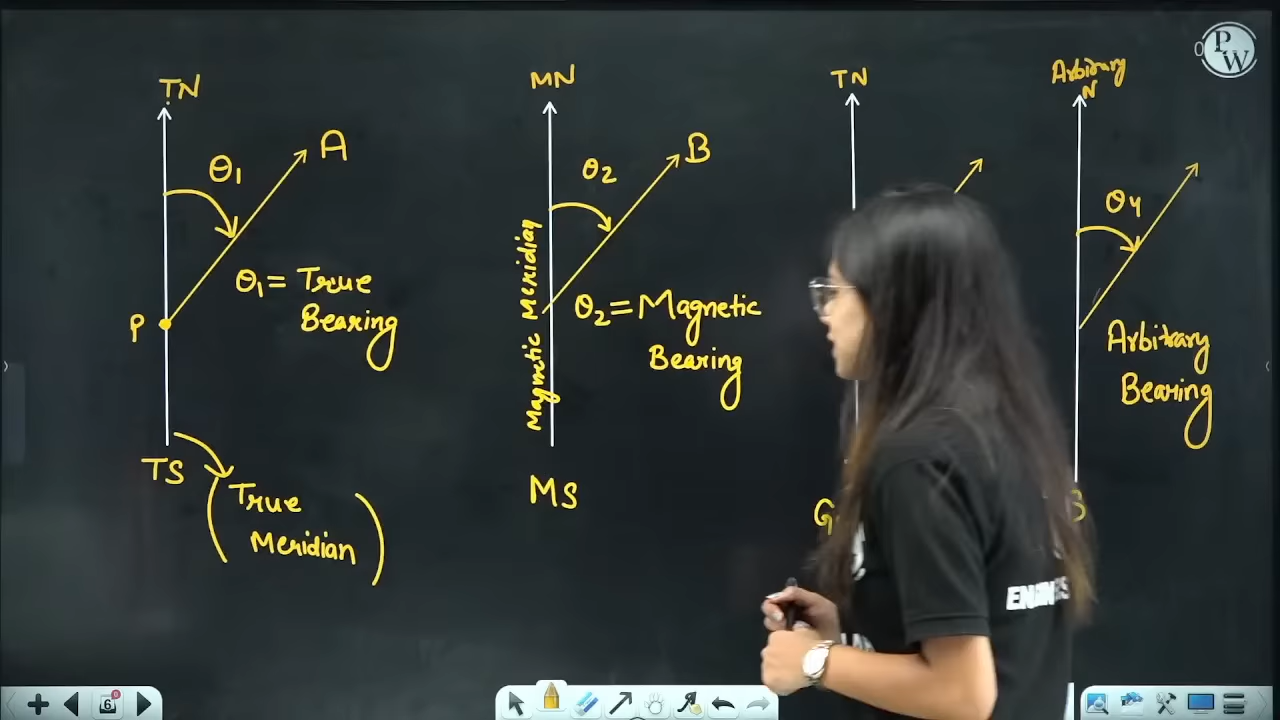 TN
A
θ₁
θ₁ = True
Bearing
P
TS
True
Meridian
MN
B
θ₂
Magnetic Meridian
θ₂ = Magnetic
Bearing
MS
TN
G
Arbitrary
N
θ4
Arbitrary
Bearing
S
PW
6